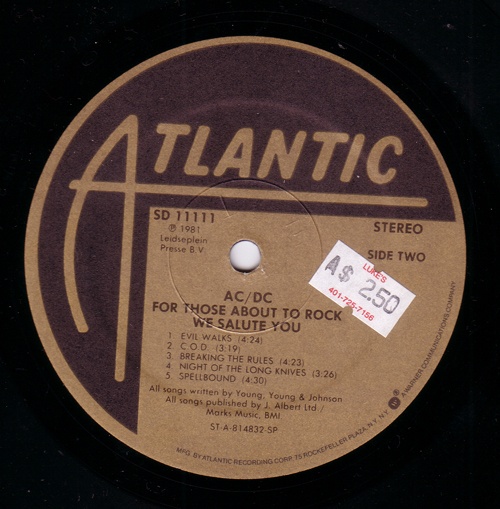 ATLANTIC
SD 11111
℗ 1981
Leidseplein
Presse B.V.
STEREO
SIDE TWO
LUKE'S
A$ 2.50
401-725-7156
AC/DC
FOR THOSE ABOUT TO ROCK
WE SALUTE YOU
1. EVIL WALKS (4:24)
2. C.O.D. (3:19)
3. BREAKING THE RULES (4:23)
4. NIGHT OF THE LONG KNIVES (3:26)
5. SPELLBOUND (4:30)
All songs written by Young, Young & Johnson
All songs published by J. Albert Ltd /
Marks Music, BMI
ST-A-814832-SP
MFG. BY ATLANTIC RECORDING CORP. 75 ROCKEFELLER PLAZA, N.Y., N.Y.
A WARNER COMMUNICATIONS COMPANY